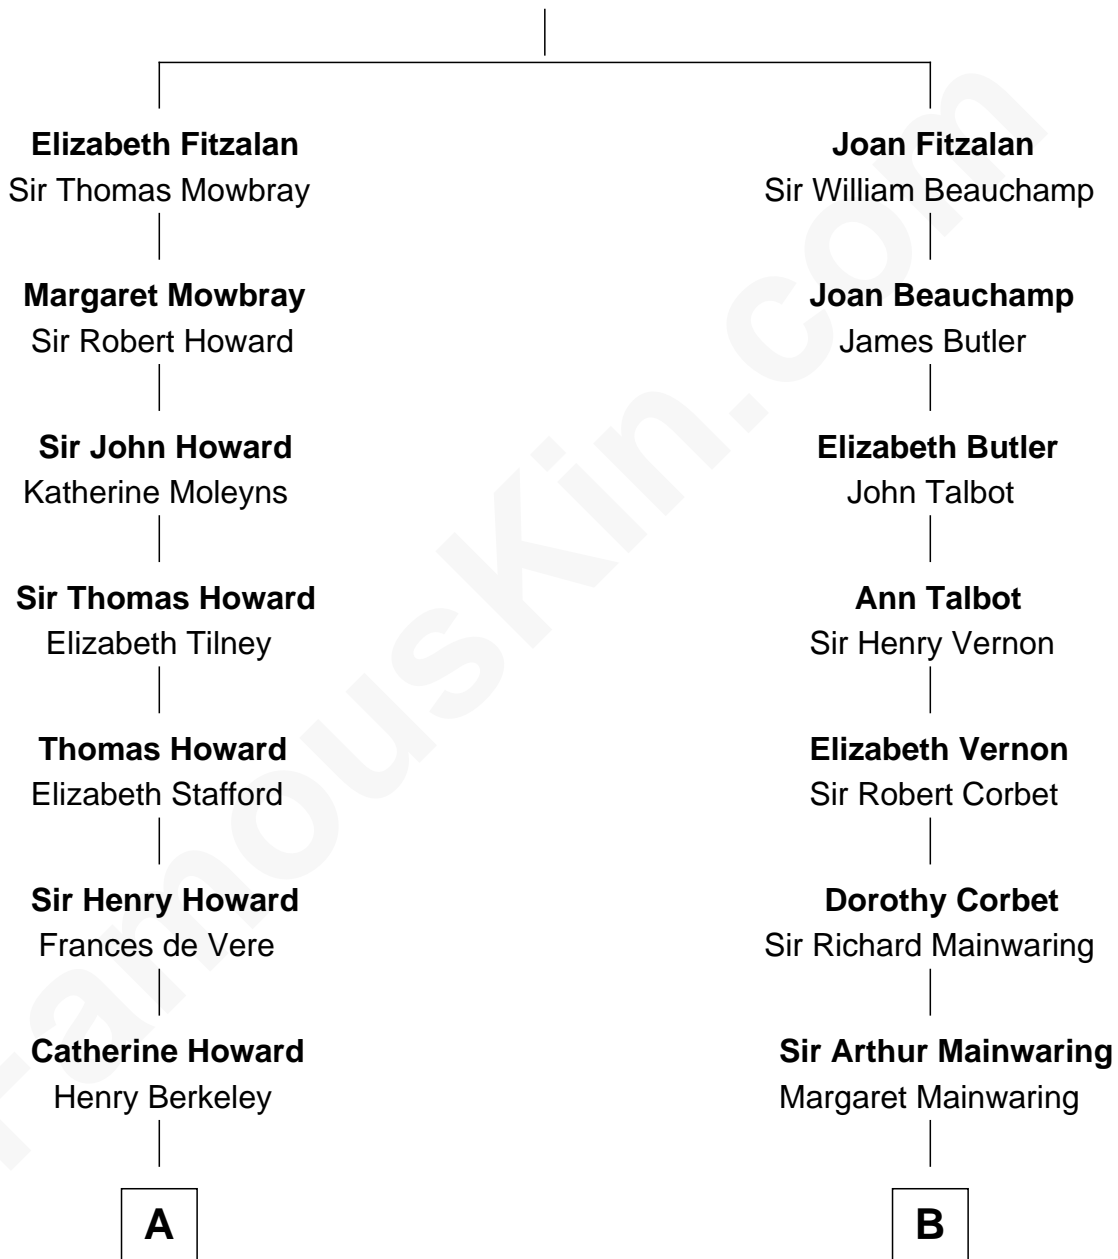 Elizabeth Fitzalan
Sir Thomas Mowbray
Margaret Mowbray
Sir Robert Howard
Sir John Howard
Katherine Moleyns
Sir Thomas Howard
Elizabeth Tilney
Thomas Howard
Elizabeth Stafford
Sir Henry Howard
Frances de Vere
Catherine Howard
Henry Berkeley
A
Joan Fitzalan
Sir William Beauchamp
Joan Beauchamp
James Butler
Elizabeth Butler
John Talbot
Ann Talbot
Sir Henry Vernon
Elizabeth Vernon
Sir Robert Corbet
Dorothy Corbet
Sir Richard Mainwaring
Sir Arthur Mainwaring
Margaret Mainwaring
B
FamousKin.com